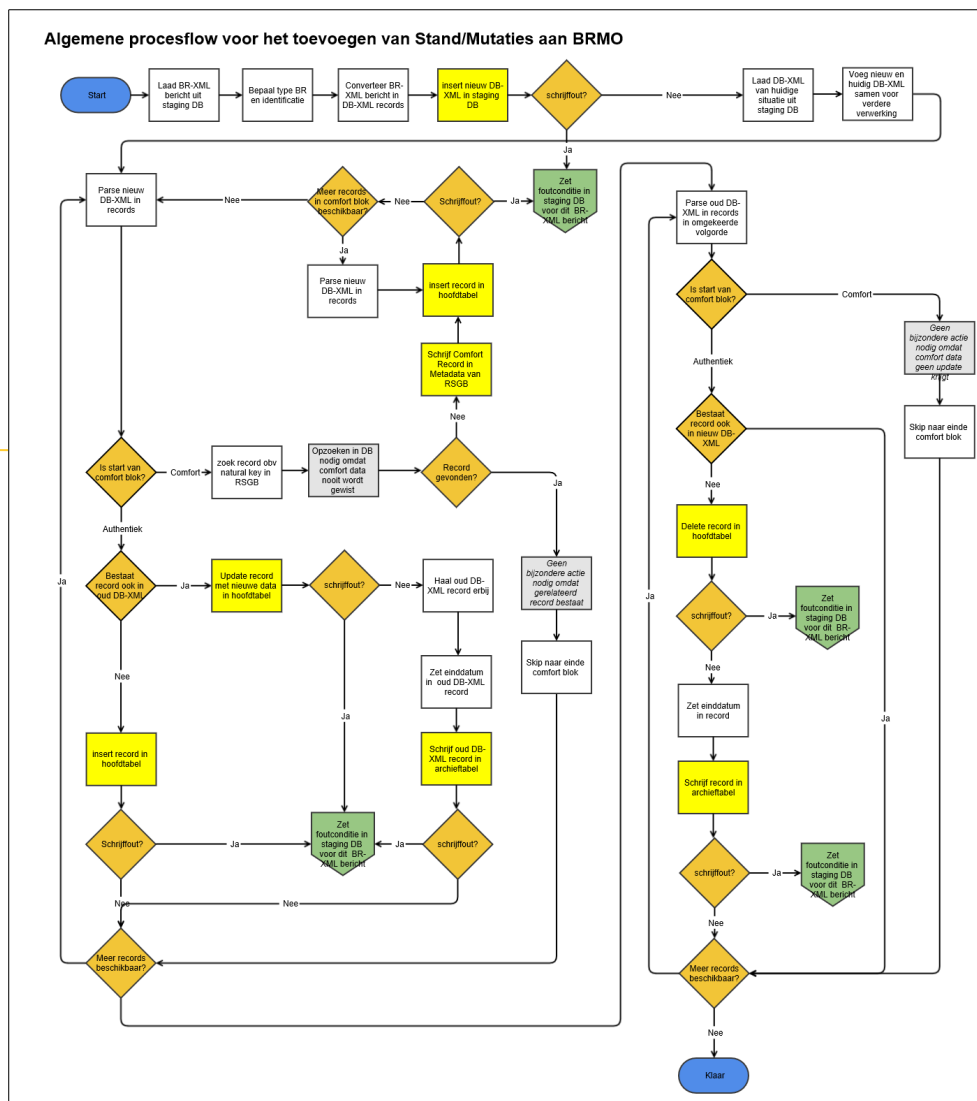 Algemene procesflow voor het toevoegen van Stand/Mutaties aan BRMO
Start
Laad BR-XML
bericht uit
staging DB
Bepaal type BR
en identificatie
Converteer BR-
XML bericht in
DB-XML records
insert nieuw DB-
XML in staging
DB
schrijffout?
Nee
Laad DB-XML
van huidige
situatie uit
staging DB
Voeg nieuw en
huidig DB-XML
samen voor
verdere
verwerking
Ja
Zet
foutconditie in
staging DB
voor dit BR-
XML bericht
Parse nieuw
DB-XML in
records
Nee
Meer records
in comfort blok
beschikbaar?
Nee
Schrijffout?
Ja
Ja
Parse nieuw
DB-XML in
records
insert record in
hoofdtabel
Schrijf Comfort
Record in
Metadata van
RSGB
Nee
Is start van
comfort blok?
Comfort
zoek record obv
natural key in
RSGB
Opzoeken in DB
nodig omdat
comfort data
nooit wordt
gewist
Record
gevonden?
Ja
Authentiek
Bestaat
record ook in
oud DB-XML
Ja
Update record
met nieuwe data
in hoofdtabel
schrijffout?
Nee
Haal oud DB-
XML record erbij
Geen
bijzondere actie
nodig omdat
gerelateerd
record bestaat
Ja
Zet einddatum
in oud DB-XML
record
Skip naar einde
comfort blok
Nee
Ja
insert record in
hoofdtabel
Schrijf oud DB-
XML record in
archieftabel
Schrijffout?
Ja
Zet
foutconditie in
staging DB
voor dit BR-
XML bericht
Ja
schrijffout?
Nee
Nee
Meer records
beschikbaar?
Parse oud DB-
XML in records
in omgekeerde
volgorde
Is start van
comfort blok?
Comfort
Geen
bijzondere actie
nodig omdat
comfort data
geen update
krijgt
Authentiek
Bestaat
record ook
in nieuw DB-
XML
Skip naar einde
comfort blok
Nee
Delete record in
hoofdtabel
Ja
schrijffout?
Ja
Zet
foutconditie in
staging DB
voor dit BR-
XML bericht
Nee
Zet einddatum
in record
Ja
Schrijf record in
archieftabel
schrijffout?
Ja
Zet
foutconditie in
staging DB
voor dit BR-
XML bericht
Nee
Meer records
beschikbaar?
Nee
Klaar